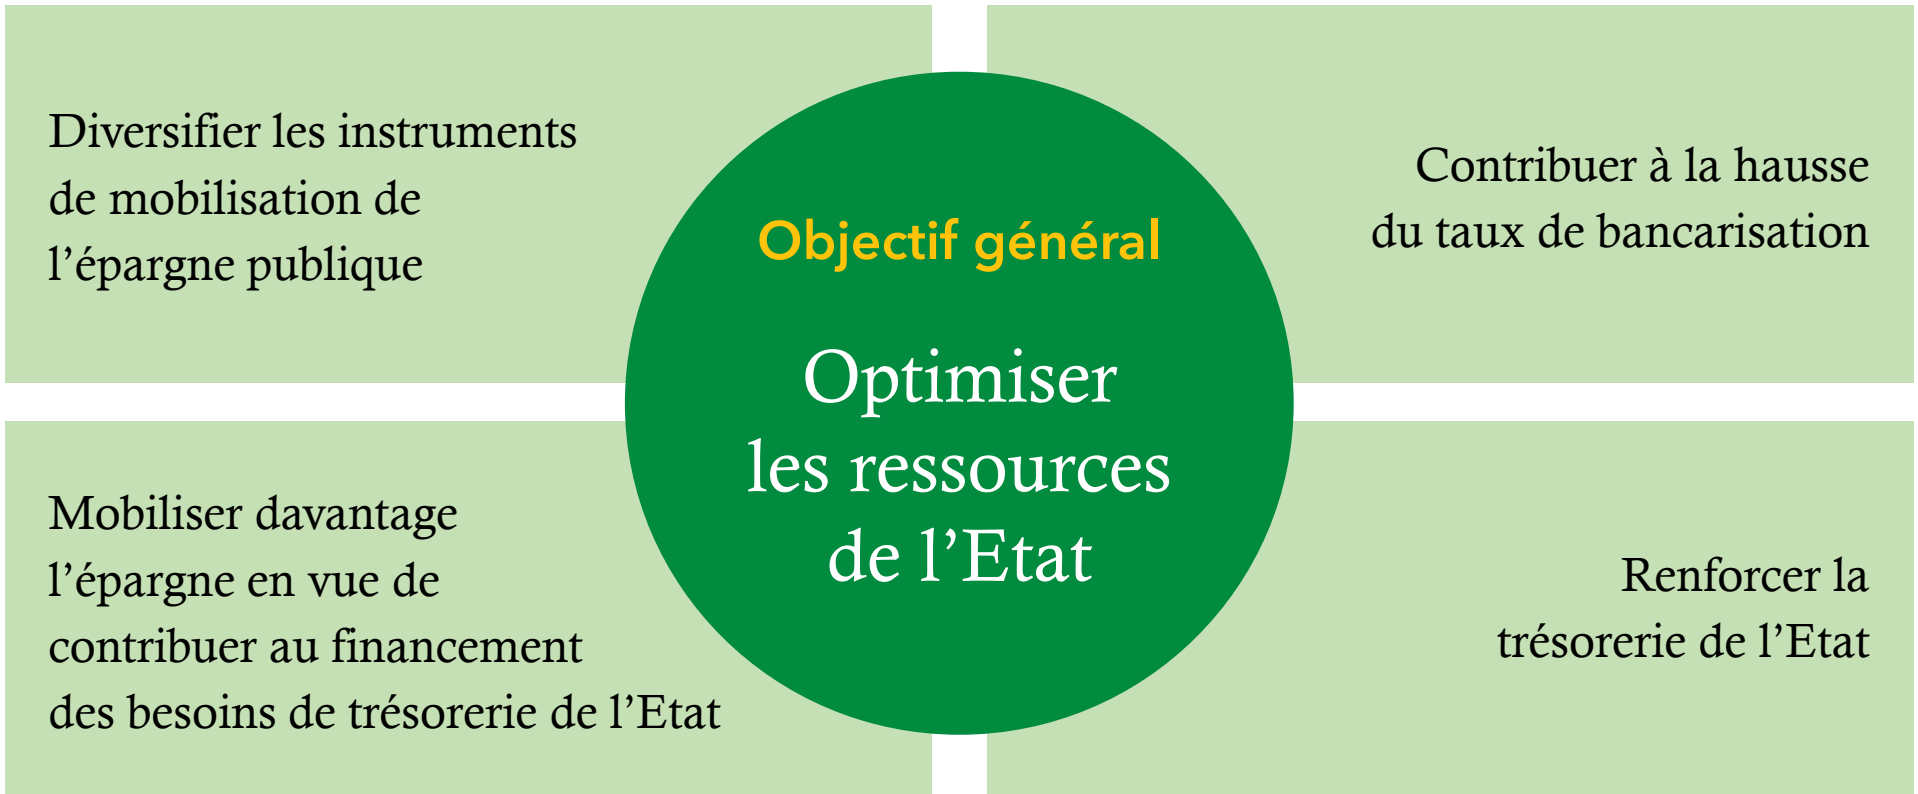 Diversifier les instruments
de mobilisation de
l’épargne publique
Contribuer à la hausse
du taux de bancarisation
Objectif général
Optimiser
les ressources
de l’Etat
Mobiliser davantage
l’épargne en vue de
contribuer au financement
des besoins de trésorerie de l’Etat
Renforcer la
trésorerie de l’Etat